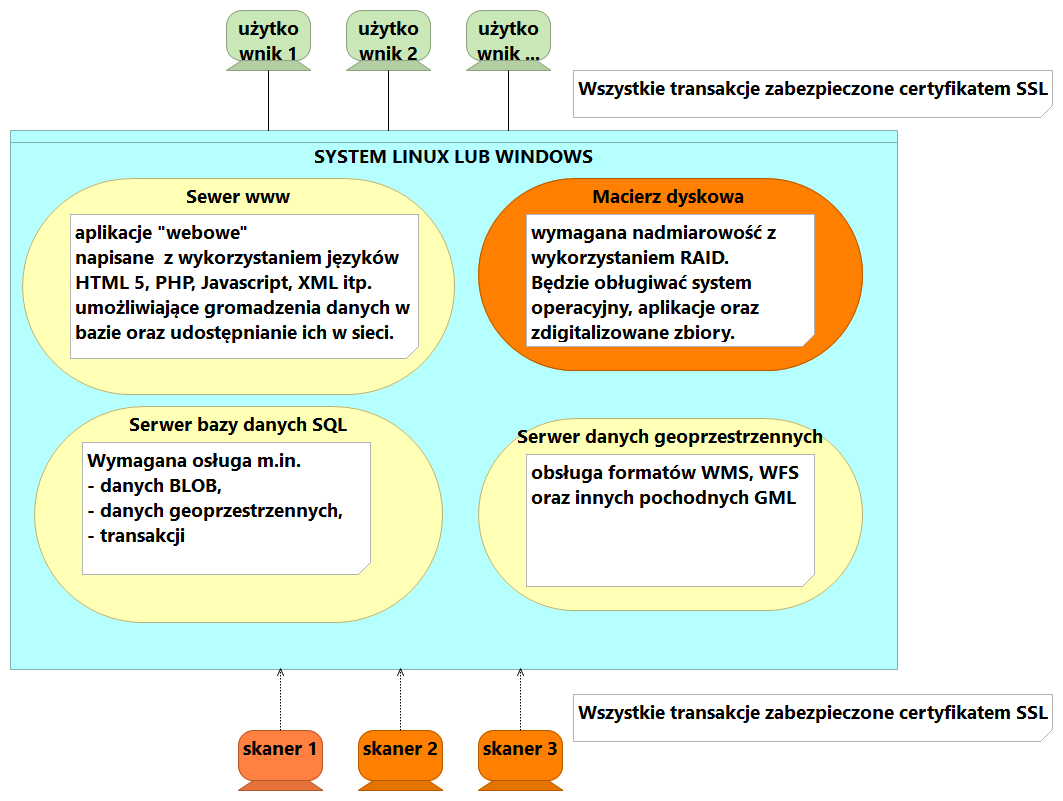 użytko
wnik 1
użytko
wnik 2
użytko
wnik ...
Wszystkie transakcje zabezpieczone certyfikatem SSL
SYSTEM LINUX LUB WINDOWS
Sewer www
aplikacje "webowe"
napisane  z wykorzystaniem języków
HTML 5, PHP, Javascript, XML itp.
umożliwiające gromadzenia danych w
bazie oraz udostępnianie ich w sieci.
Macierz dyskowa
wymagana nadmiarowość z
wykorzystaniem RAID.
Będzie obługiwać system
operacyjny, aplikacje oraz
zdigitalizowane zbiory.
Serwer bazy danych SQL
Wymagana osługa m.in.
- danych BLOB,
- danych geoprzestrzennych,
- transakcji
Serwer danych geoprzestrzennych
obsługa formatów WMS, WFS
oraz innych pochodnych GML
Wszystkie transakcje zabezpieczone certyfikatem SSL
skaner 1
skaner 2
skaner 3